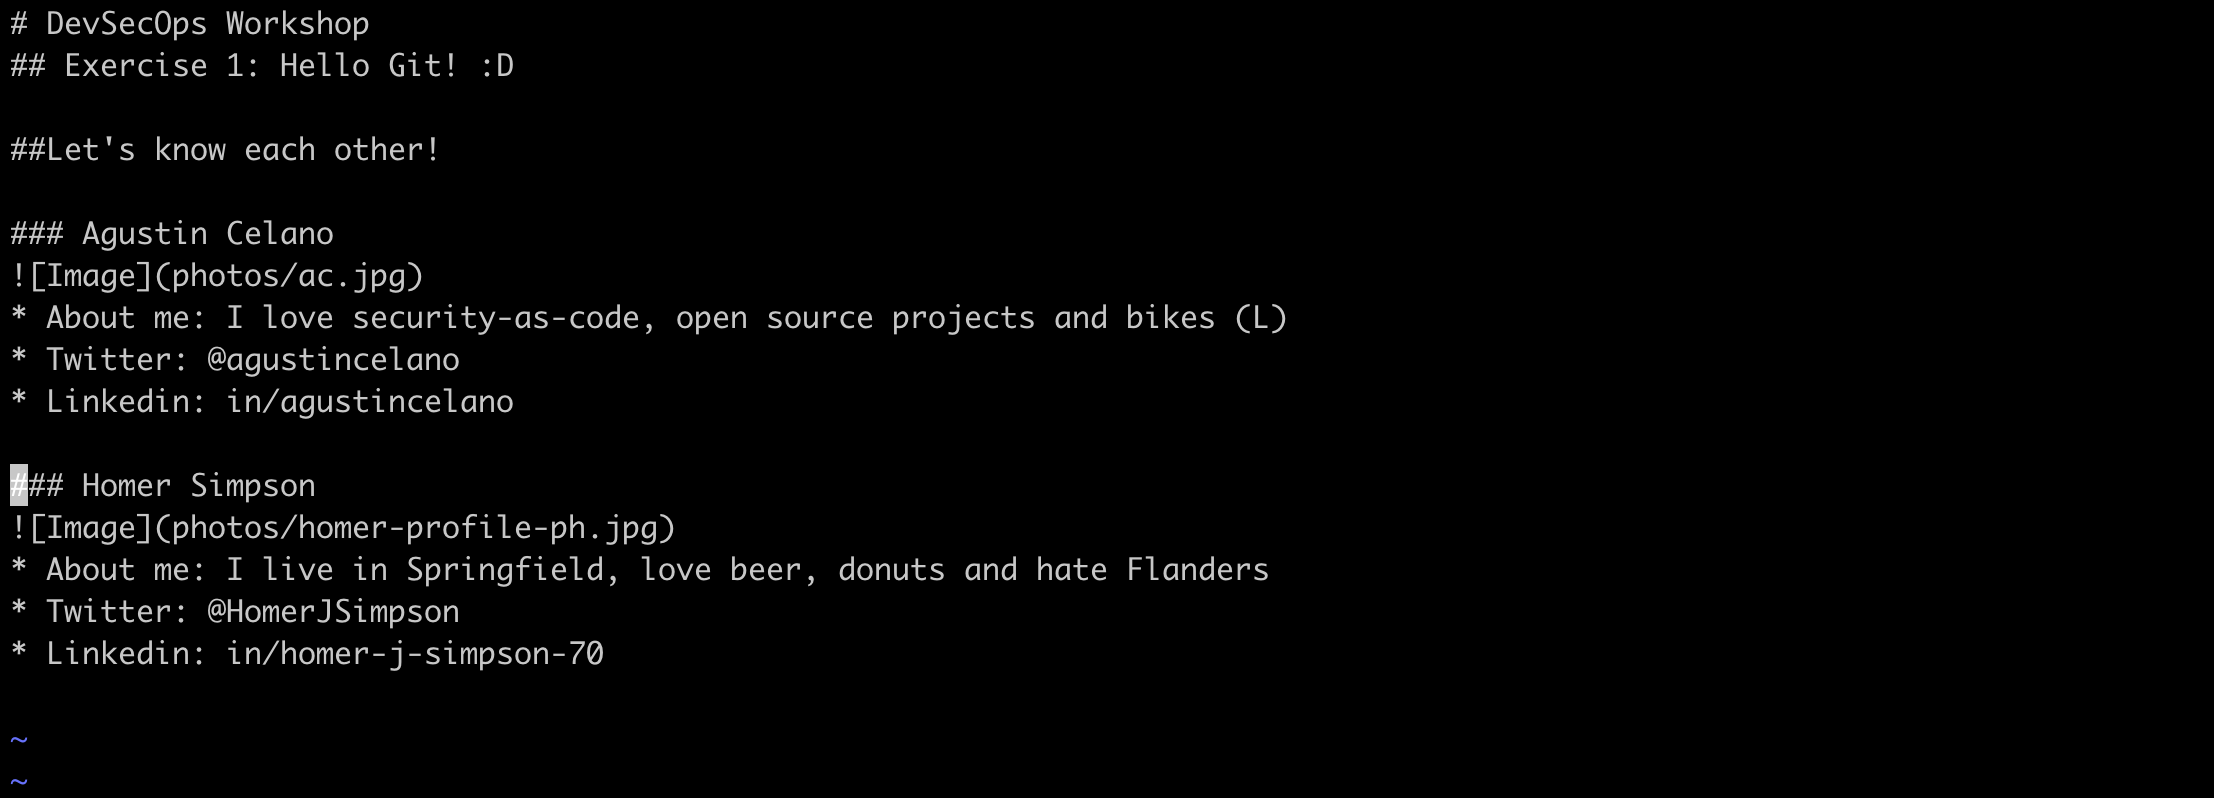 # DevSecOps Workshop
## Exercise 1: Hello Git! :D
##Let's know each other!
### Agustin Celano
![Image](photos/ac.jpg)
* About me: I love security-as-code, open source projects and bikes (L)
* Twitter: @agustincelano
* Linkedin: in/agustincelano
### Homer Simpson
![Image](photos/homer-profile-ph.jpg)
* About me: I live in Springfield, love beer, donuts and hate Flanders
* Twitter: @HomerJSimpson
* Linkedin: in/homer-j-simpson-70
~
~